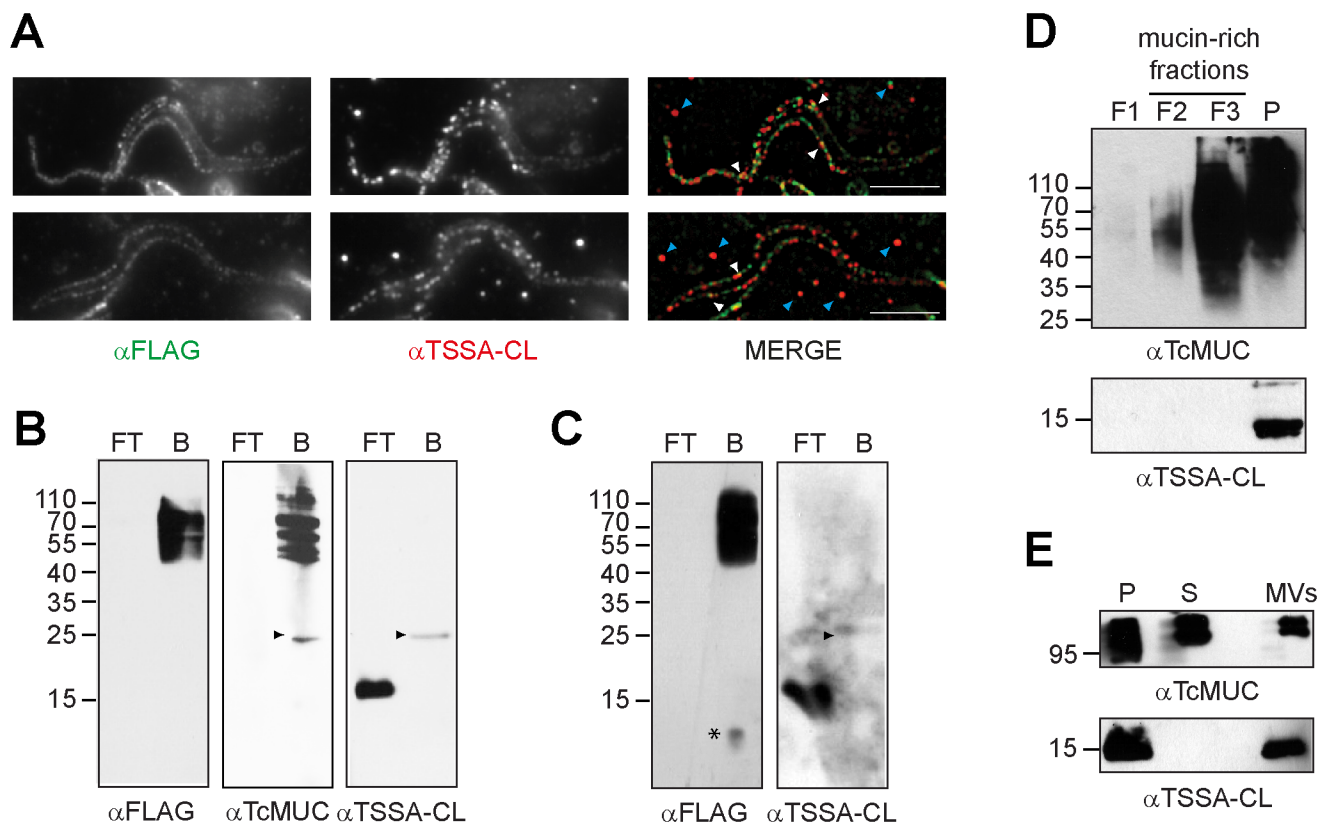 A
αFLAG
αTSSA-CL
MERGE
B
FT B FT B FT B
110
70
55
40
35
25
15
αFLAG αTcMUC αTSSA-CL
C
FT B FT B
110
70
55
40
35
25
15
*
αFLAG αTSSA-CL
D
mucin-rich
fractions
F1 F2 F3 P
110
70
55
40
35
25
αTcMUC
15
αTSSA-CL
E
P S MVs
95
αTcMUC
15
αTSSA-CL